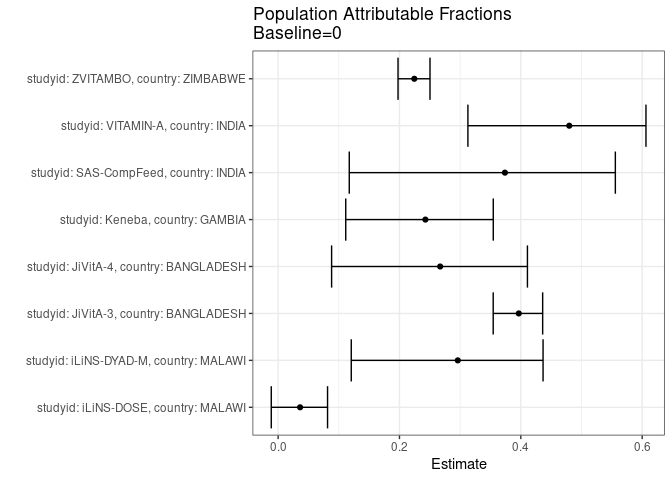 Population Attributable Fractions
Baseline=0
studyid: ZVITAMBO, country: ZIMBABWE
studyid: VITAMIN-A, country: INDIA
studyid: SAS-CompFeed, country: INDIA
studyid: Keneba, country: GAMBIA
studyid: JiVitA-4, country: BANGLADESH
studyid: JiVitA-3, country: BANGLADESH
studyid: iLiNS-DYAD-M, country: MALAWI
studyid: iLiNS-DOSE, country: MALAWI
0.0 0.2 0.4 0.6
Estimate